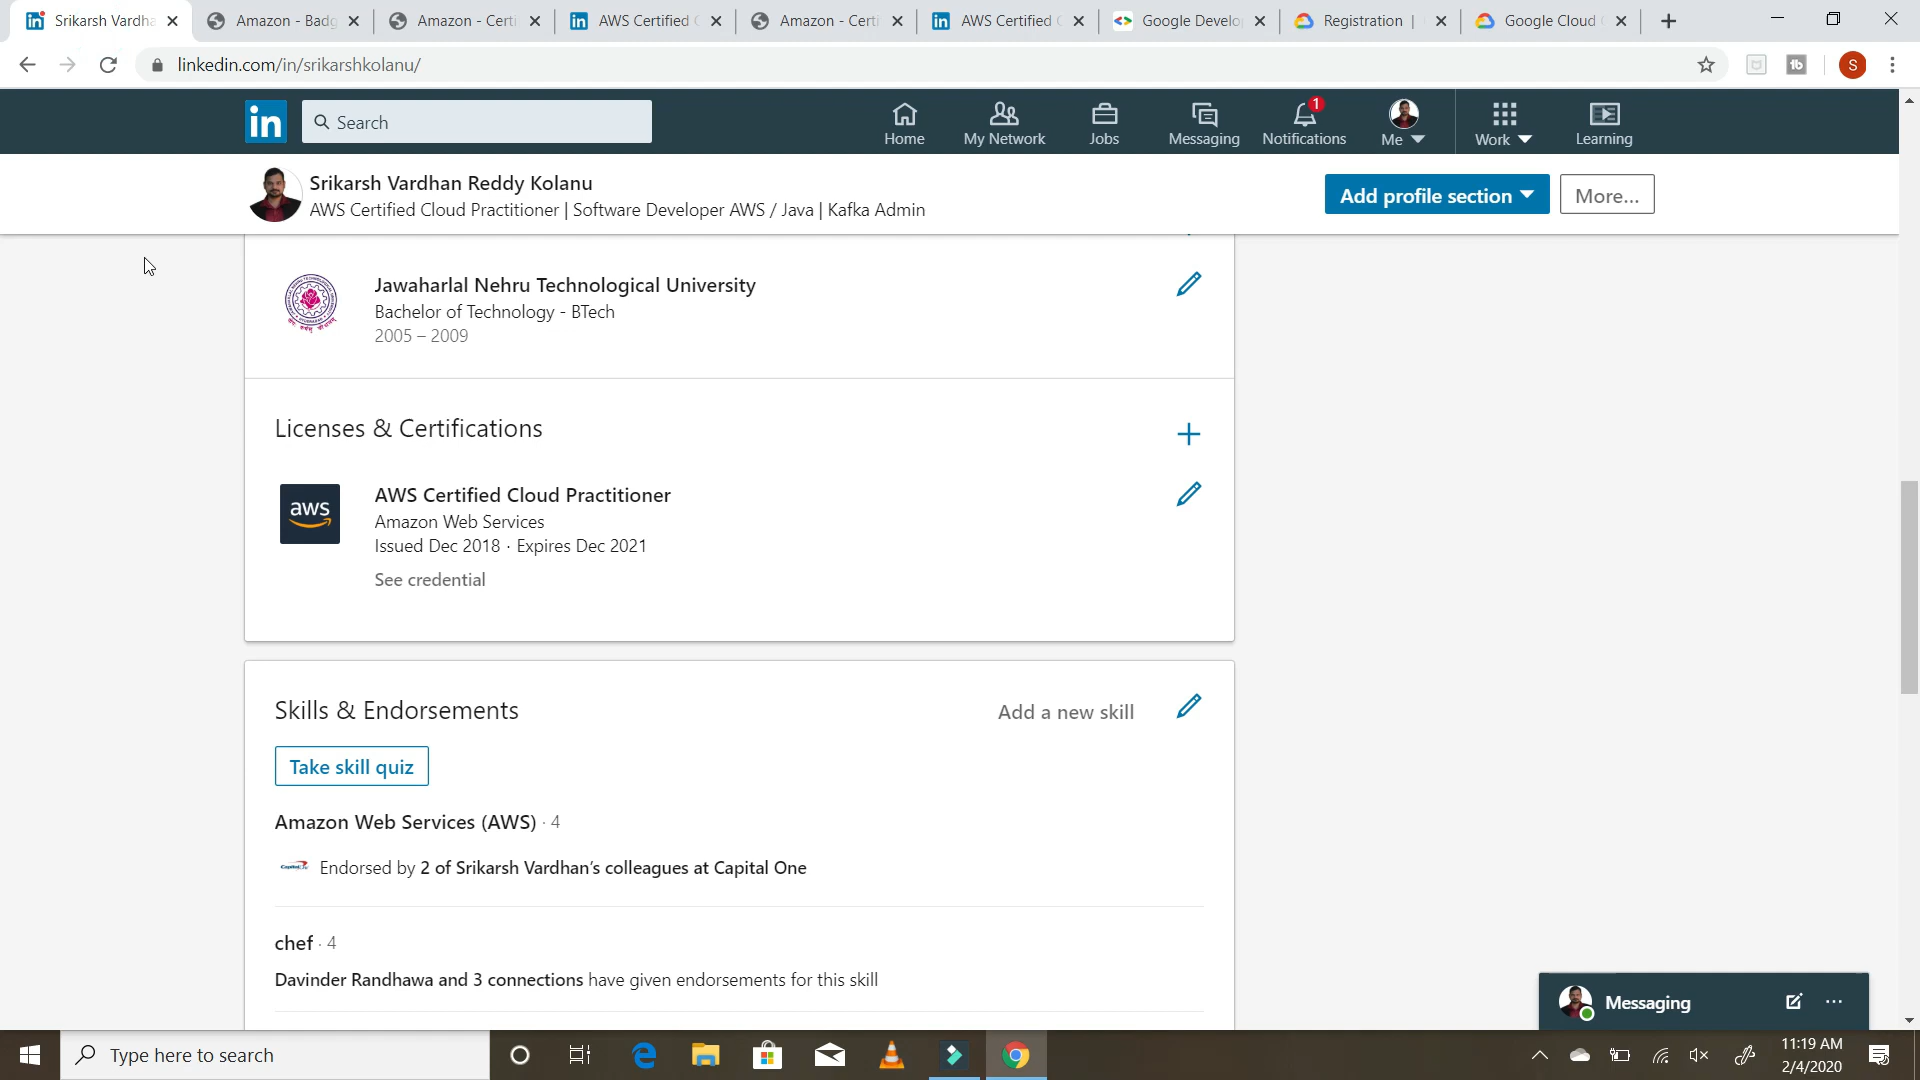 Srikarsh Vardha
Amazon - Badg
Amazon - Certi
AWS Certified C
Amazon - Certi
AWS Certified C
Google Develo
Registration |
Google Cloud
linkedin.com/in/srikarshkolanu/
S
in
Search
Home
My Network
Jobs
Messaging
1
Notifications
Me
Work
Learning
Srikarsh Vardhan Reddy Kolanu
AWS Certified Cloud Practitioner | Software Developer AWS / Java | Kafka Admin
Add profile section
More...
Jawaharlal Nehru Technological University
Bachelor of Technology - BTech
2005 – 2009
Licenses & Certifications
aws
AWS Certified Cloud Practitioner
Amazon Web Services
Issued Dec 2018 · Expires Dec 2021
See credential
Skills & Endorsements
Add a new skill
Take skill quiz
Amazon Web Services (AWS) · 4
Endorsed by 2 of Srikarsh Vardhan's colleagues at Capital One
chef · 4
Davinder Randhawa and 3 connections have given endorsements for this skill
Messaging
Type here to search
11:19 AM
2/4/2020